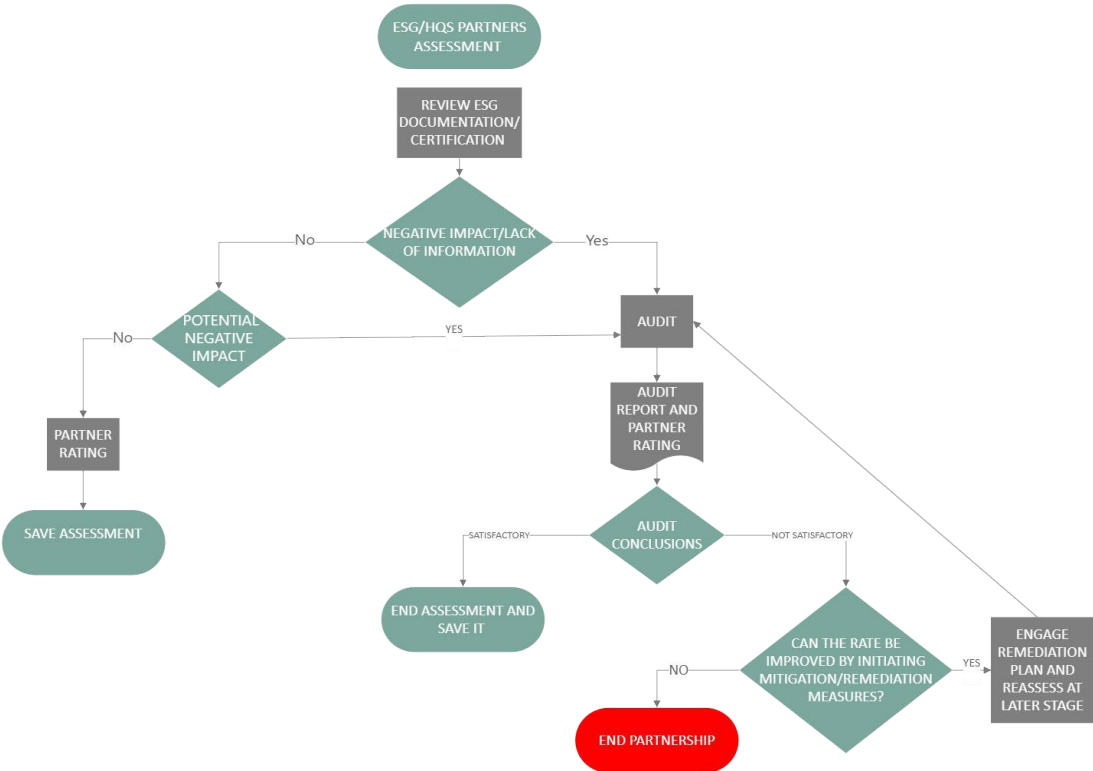 ESG/HQS PARTNERS
ASSESSMENT
REVIEW ESG
DOCUMENTATION/
CERTIFICATION
NEGATIVE IMPACT/LACK
OF INFORMATION
No
Yes
POTENTIAL
NEGATIVE
IMPACT
No
YES
AUDIT
AUDIT
REPORT AND
PARTNER
RATING
PARTNER
RATING
SAVE ASSESSMENT
AUDIT
CONCLUSIONS
SATISFACTORY
NOT SATISFACTORY
END ASSESSMENT AND
SAVE IT
CAN THE RATE BE
IMPROVED BY INITIATING
MITIGATION/REMEDIATION
MEASURES?
NO
YES
ENGAGE
REMEDIATION
PLAN AND
REASSESS AT
LATER STAGE
END PARTNERSHIP